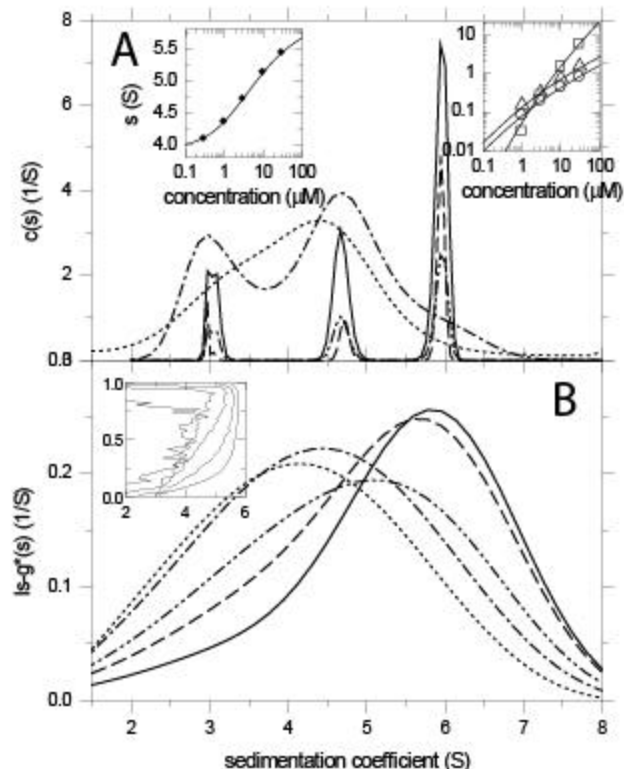 A
8
6
4
2
0.0
c(s) (1/S)
5.5
5.0
4.5
4.0
s (S)
0.1 1 10 100
concentration (μM)
10
1
0.1
0.01
0.1 1 10 100
concentration (μM)
B
1.0
0.5
0.0
2 4 6
0.2
0.1
0.0
ls-g*(s) (1/S)
2 3 4 5 6 7 8
sedimentation coefficient (S)